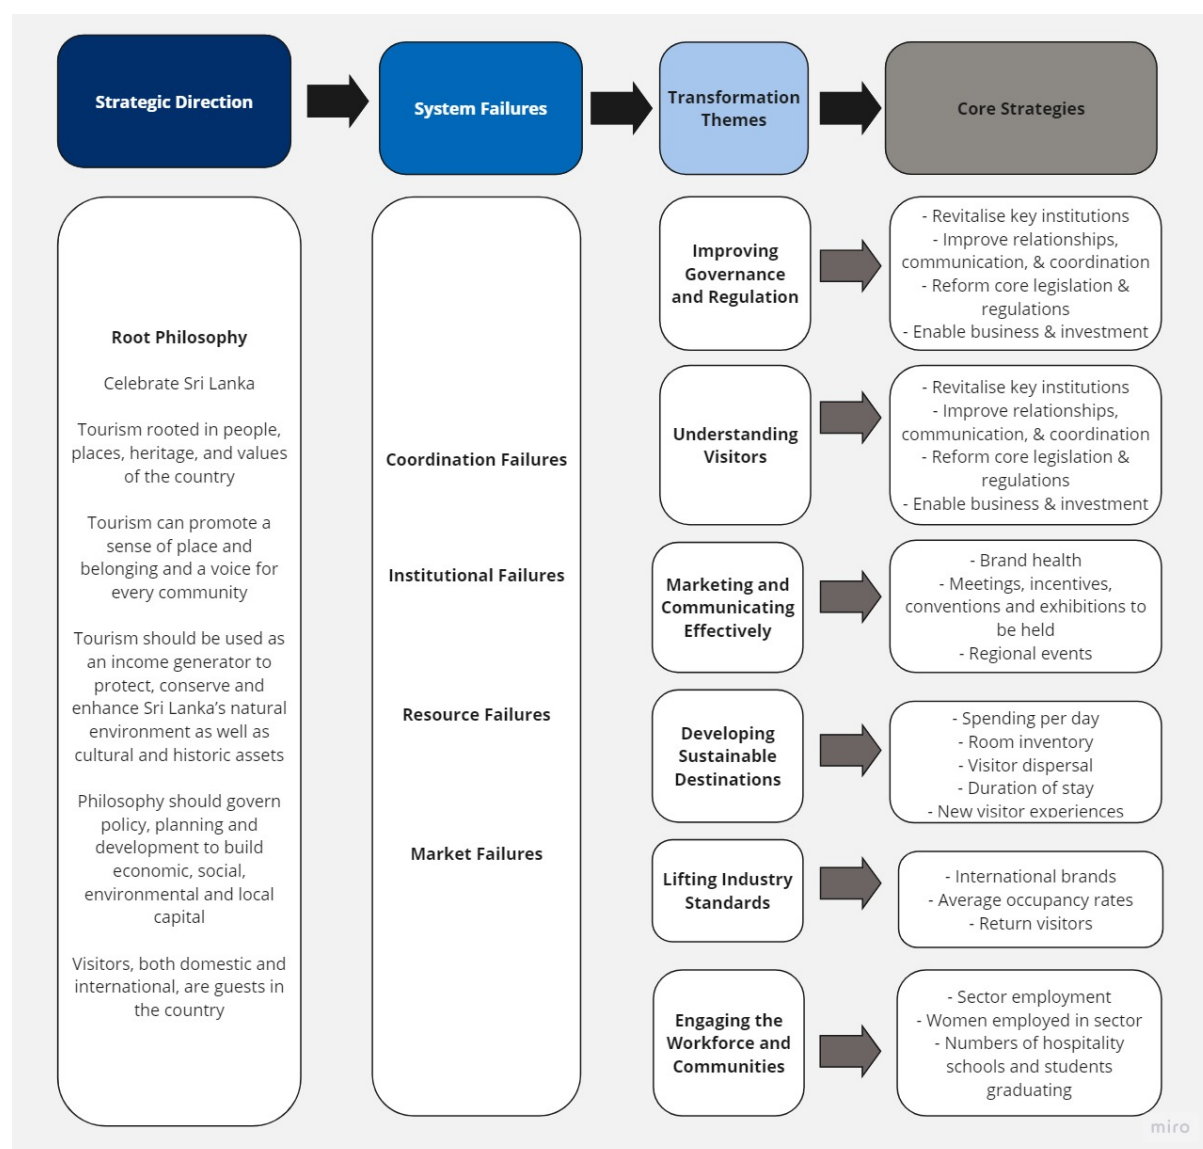 Strategic Direction
System Failures
Transformation
Themes
Core Strategies
Root Philosophy
Celebrate Sri Lanka
Tourism rooted in people,
places, heritage, and values
of the country
Tourism can promote a
sense of place and
belonging and a voice for
every community
Tourism should be used as
an income generator to
protect, conserve and
enhance Sri Lanka’s natural
environment as well as
cultural and historic assets
Philosophy should govern
policy, planning and
development to build
economic, social,
environmental and local
capital
Visitors, both domestic and
international, are guests in
the country
Coordination Failures
Institutional Failures
Resource Failures
Market Failures
Improving
Governance
and Regulation
- Revitalise key institutions
- Improve relationships,
communication, & coordination
- Reform core legislation &
regulations
- Enable business & investment
Understanding
Visitors
- Revitalise key institutions
- Improve relationships,
communication, & coordination
- Reform core legislation &
regulations
- Enable business & investment
Marketing and
Communicating
Effectively
- Brand health
- Meetings, incentives,
conventions and exhibitions to
be held
- Regional events
Developing
Sustainable
Destinations
- Spending per day
- Room inventory
- Visitor dispersal
- Duration of stay
- New visitor experiences
Lifting Industry
Standards
- International brands
- Average occupancy rates
- Return visitors
Engaging the
Workforce and
Communities
- Sector employment
- Women employed in sector
- Numbers of hospitality
schools and students
graduating
miro